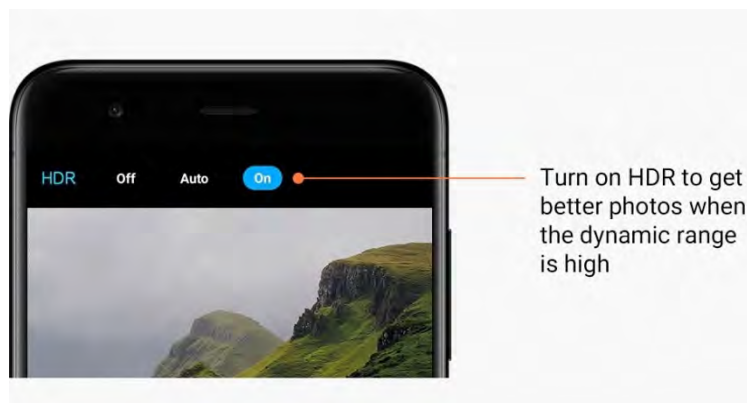 HDR Off Auto On
Turn on HDR to get
better photos when
the dynamic range
is high